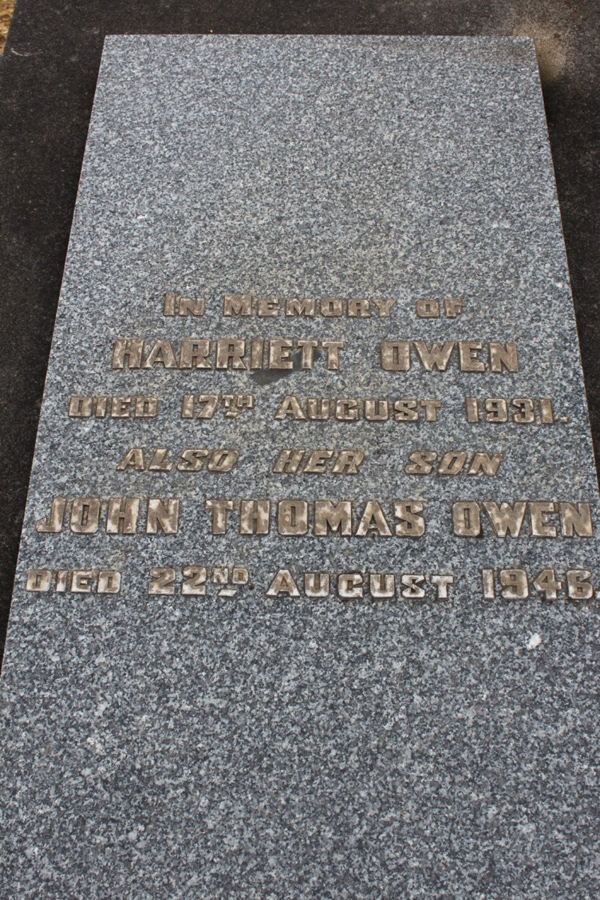 IN MEMORY OF
HARRIETT OWEN
DIED 17TH AUGUST 1931.
ALSO HER SON
JOHN THOMAS OWEN
DIED 22ND AUGUST 1946.